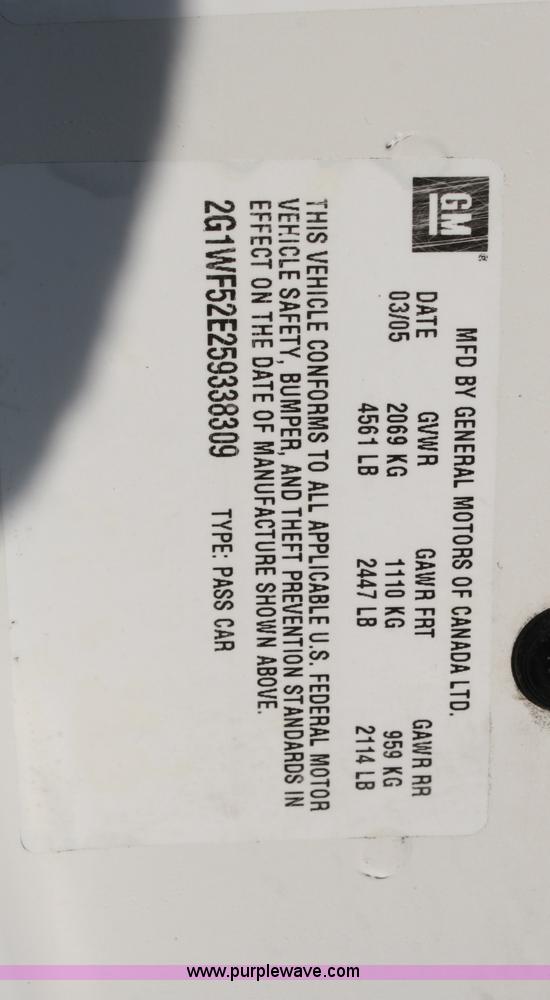 GM
®
MFD BY GENERAL MOTORS OF CANADA LTD.
DATE GVWR GAWR FRT GAWR RR
03/05 2069 KG 1110 KG 959 KG
4561 LB 2447 LB 2114 LB
THIS VEHICLE CONFORMS TO ALL APPLICABLE U.S. FEDERAL MOTOR
VEHICLE SAFETY, BUMPER, AND THEFT PREVENTION STANDARDS IN
EFFECT ON THE DATE OF MANUFACTURE SHOWN ABOVE.
2G1WF52E259338309 TYPE: PASS CAR
www.purplewave.com